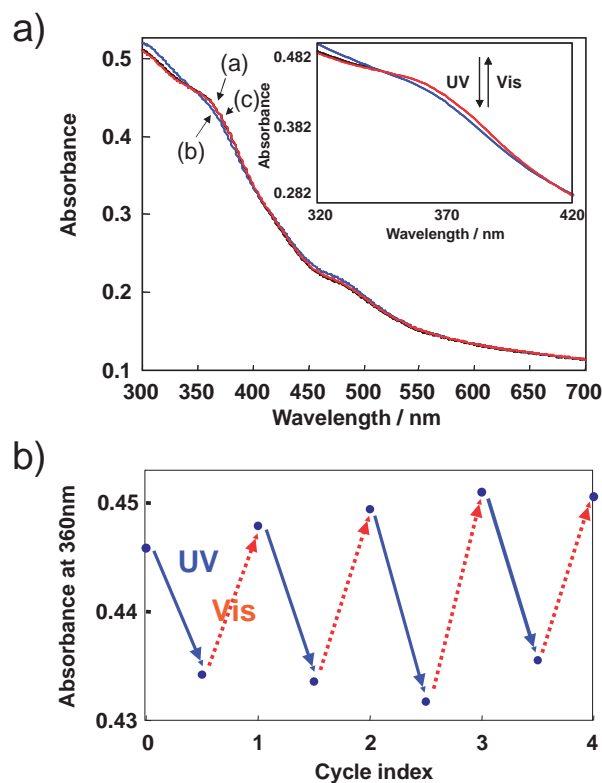 a)
0.5
0.4
0.3
0.2
0.1
Absorbance
300 350 400 450 500 550 600 650 700
Wavelength / nm
(a)
(c)
(b)
0.482
0.382
0.282
Absorbance
UV Vis
320 370 420
Wavelength / nm
b)
0.45
0.44
0.43
Absorbance at 360nm
UV
Vis
0 1 2 3 4
Cycle index